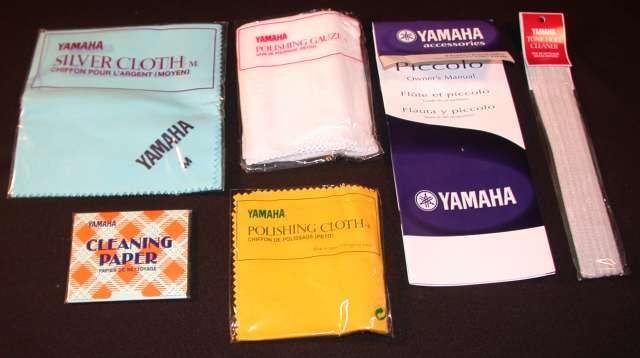 YAMAHA
SILVER CLOTH M
CHIFFON POUR L'ARGENT (MOYEN)
YAMAHA
M
YAMAHA
POLISHING GAUZE
YAMAHA
accessories
Piccolo
Owner's Manual
Flûte et piccolo
Flauta y piccolo
YAMAHA
YAMAHA
TONE HOLE
CLEANER
YAMAHA
CLEANING
PAPER
PAPIER DE NETTOYAGE
YAMAHA
POLISHING CLOTH S
CHIFFON DE POLISSAGE (PETIT)